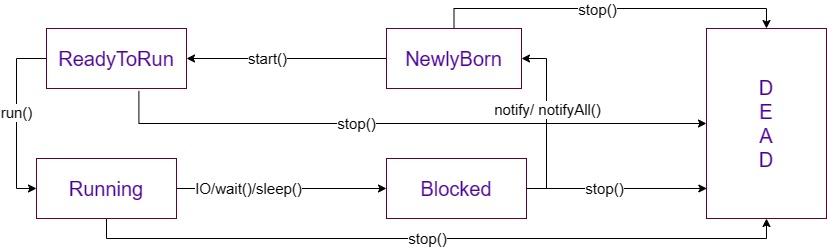 stop()
ReadyToRun
start()
NewlyBorn
D
E
A
D
run()
notify/ notifyAll()
stop()
Running
IO/wait()/sleep()
Blocked
stop()
stop()